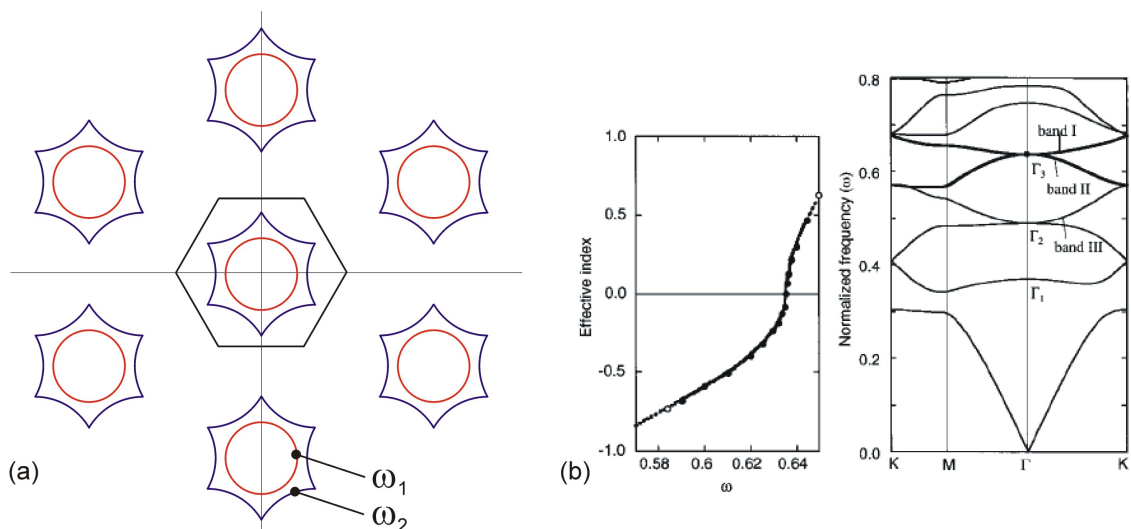 (a)
ω1
ω2
(b)
Effective index
1.0
0.5
0.0
-0.5
-1.0
0.58
0.6
0.62
0.64
ω
Normalized frequency (ω)
0.8
0.6
0.4
0.2
0.0
K
M
Γ
K
band I
Γ3
band II
Γ2
band III
Γ1